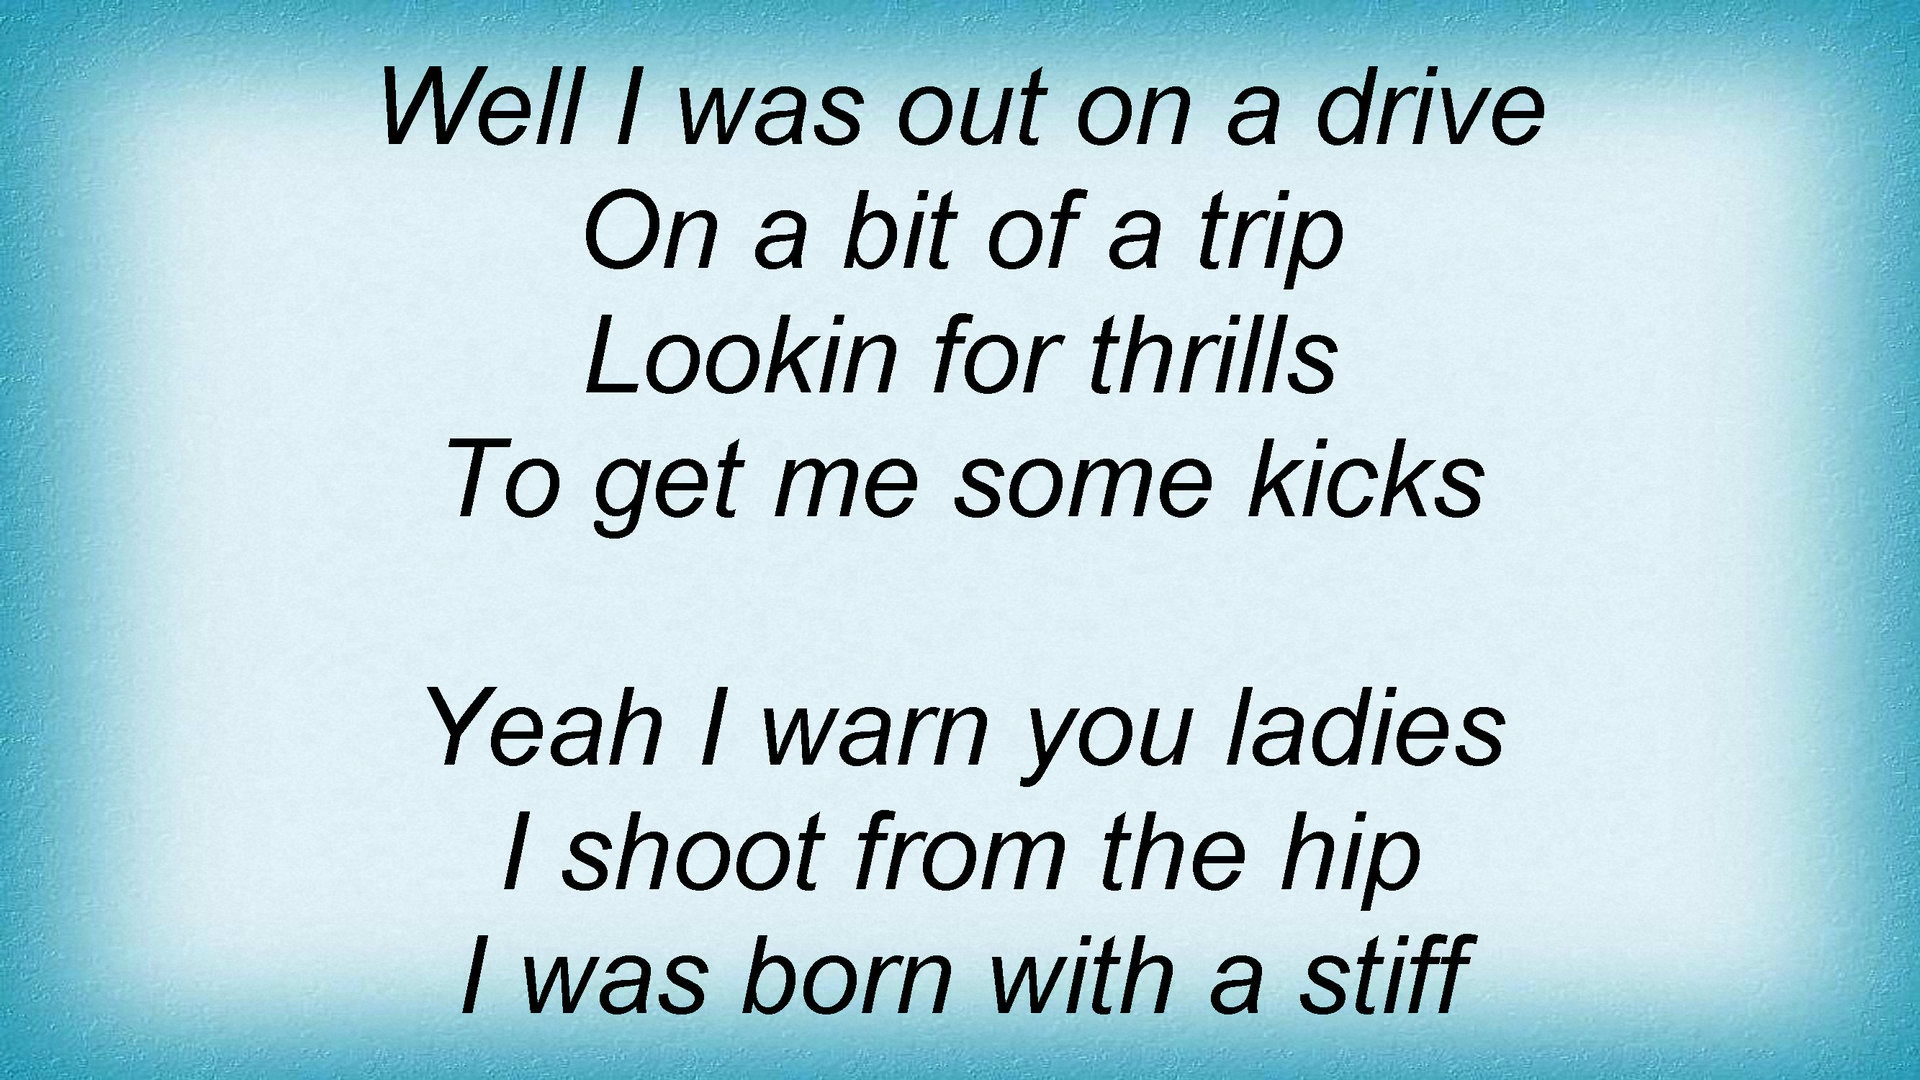 Well I was out on a drive
On a bit of a trip
Lookin for thrills
To get me some kicks
Yeah I warn you ladies
I shoot from the hip
I was born with a stiff